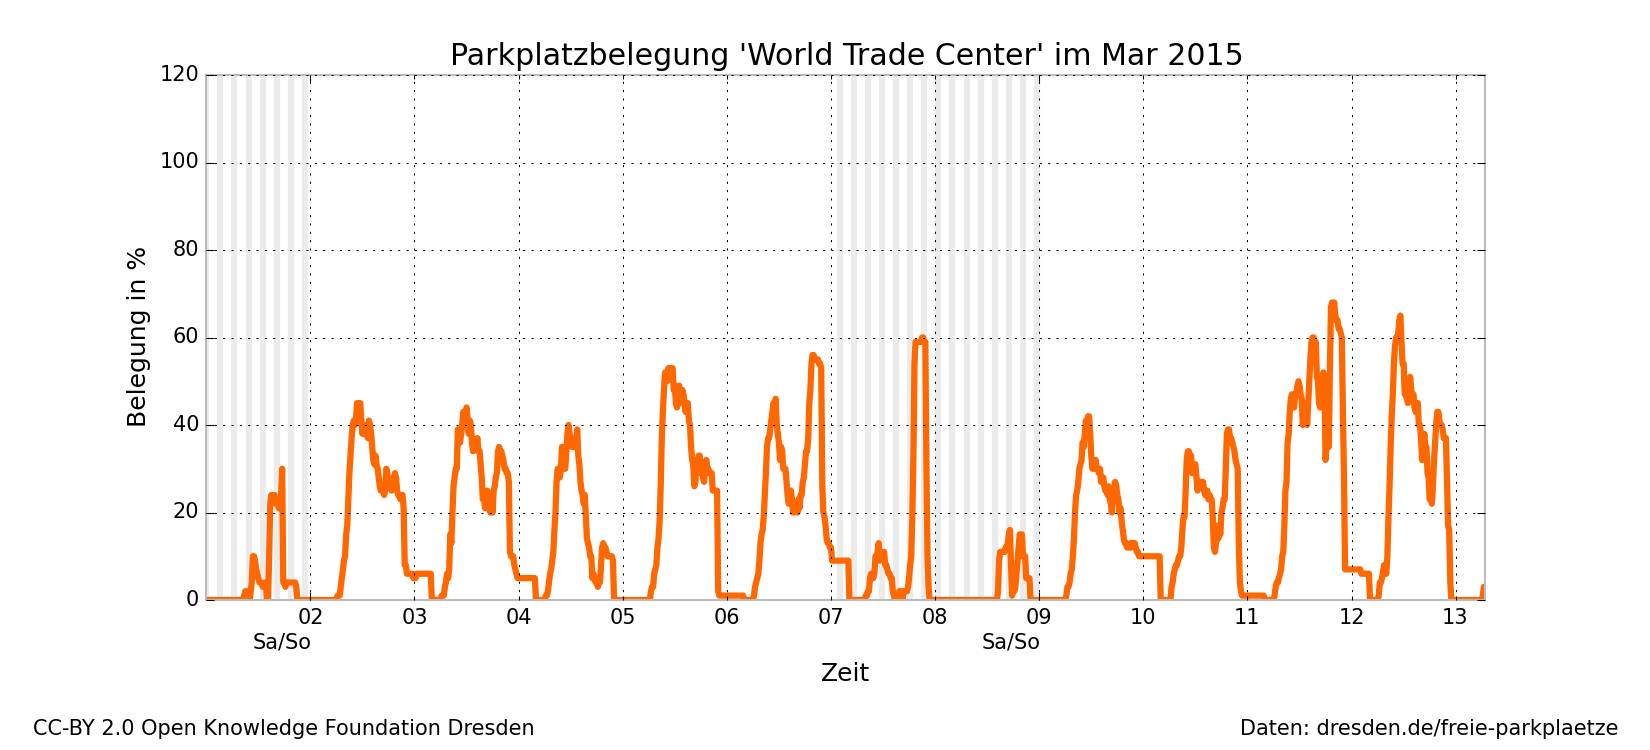 Parkplatzbelegung 'World Trade Center' im Mar 2015
120
100
80
60
40
20
0
Belegung in %
02 03 04 05 06 07 08 09 10 11 12 13
Sa/So Sa/So
Zeit
CC-BY 2.0 Open Knowledge Foundation Dresden
Daten: dresden.de/freie-parkplaetze